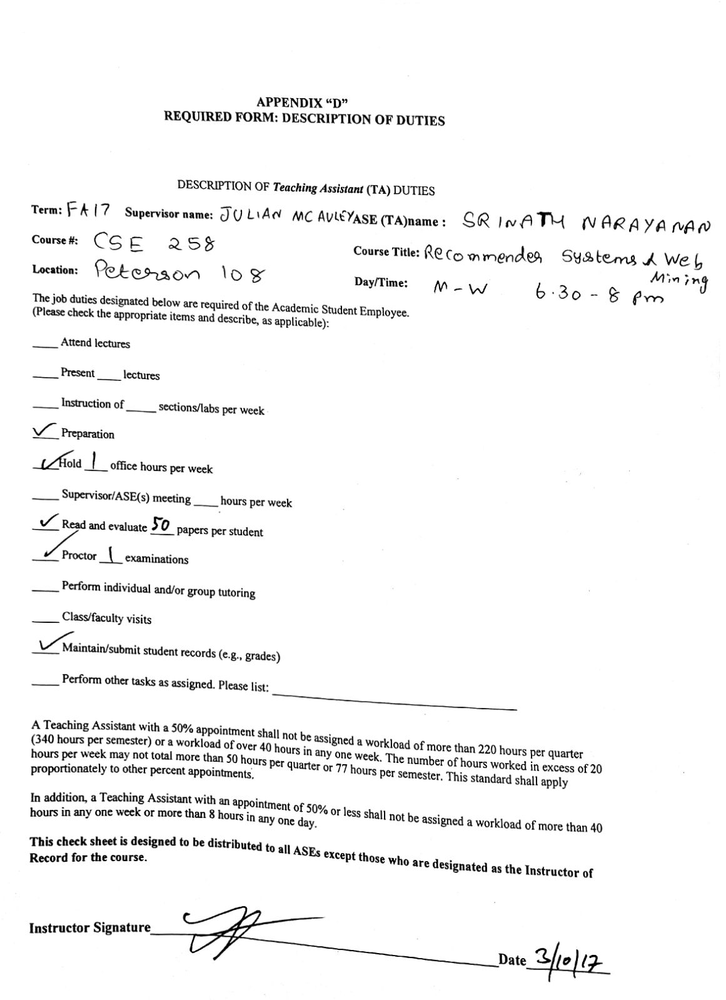 APPENDIX “D”
REQUIRED FORM: DESCRIPTION OF DUTIES
DESCRIPTION OF Teaching Assistant (TA) DUTIES
Term: FA17 Supervisor name: JULIAN MCAULEY ASE (TA)name : SRINATH NARAYANAN
Course #: CSE 258 Course Title: Recommender Systems & Web Mining
Location: Peterson 108 Day/Time: M-W 6.30 - 8 pm
The job duties designated below are required of the Academic Student Employee.
(Please check the appropriate items and describe, as applicable):
____ Attend lectures
____ Present ____ lectures
____ Instruction of _____ sections/labs per week
✓ Preparation
✓ Hold 1 office hours per week
____ Supervisor/ASE(s) meeting ____ hours per week
✓ Read and evaluate 50 papers per student
✓ Proctor 1 examinations
____ Perform individual and/or group tutoring
____ Class/faculty visits
✓ Maintain/submit student records (e.g., grades)
____ Perform other tasks as assigned. Please list: ____
A Teaching Assistant with a 50% appointment shall not be assigned a workload of more than 220 hours per quarter
(340 hours per semester) or a workload of over 40 hours in any one week. The number of hours worked in excess of 20
hours per week may not total more than 50 hours per quarter or 77 hours per semester. This standard shall apply
proportionately to other percent appointments.
In addition, a Teaching Assistant with an appointment of 50% or less shall not be assigned a workload of more than 40
hours in any one week or more than 8 hours in any one day.
This check sheet is designed to be distributed to all ASEs except those who are designated as the Instructor of
Record for the course.
Instructor Signature
Date 3/10/17